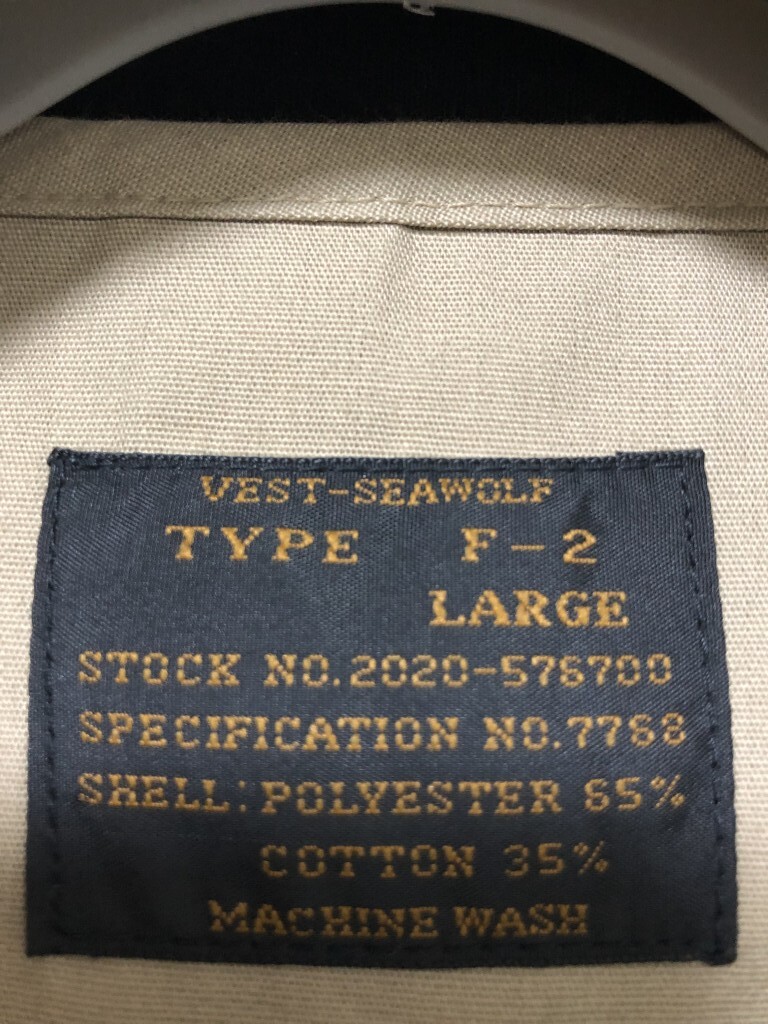 VEST-SEAWOLF
TYPE F-2
LARGE
STOCK NO.2020-576700
SPECIFICATION NO.7768
SHELL:POLYESTER 65%
COTTON 35%
MACHINE WASH